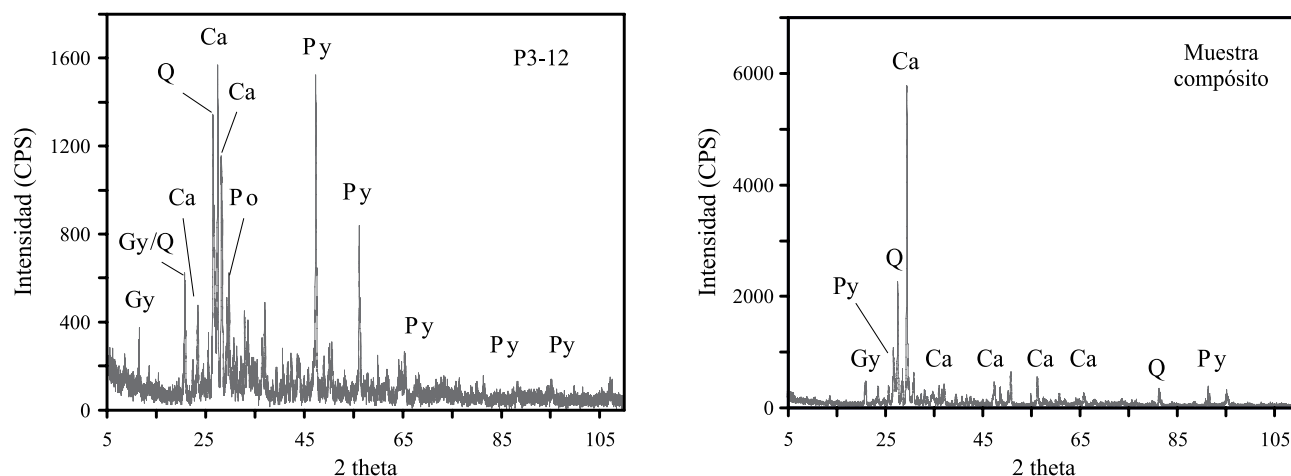 P3-12
Intensidad (CPS)
1600
1200
800
400
0
Ca
Q
Ca
Py
Py
Ca
Po
Gy/Q
Gy
Py
Py
Py
5
25
45
65
85
105
2 theta
Muestra
compósito
Intensidad (CPS)
6000
4000
2000
0
Ca
Q
Py
Gy
Ca
Ca
Ca
Ca
Q
Py
5
25
45
65
85
105
2 theta